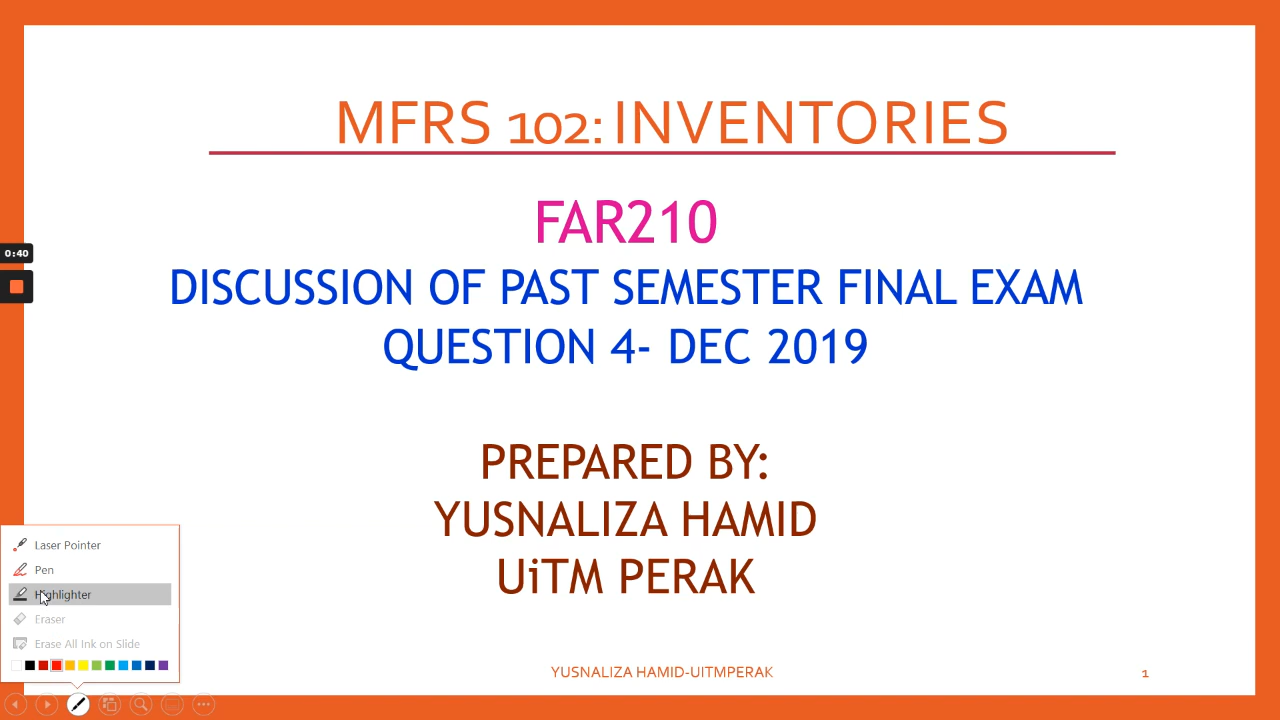 MFRS 102: INVENTORIES
FAR210
DISCUSSION OF PAST SEMESTER FINAL EXAM
QUESTION 4- DEC 2019
PREPARED BY:
YUSNALIZA HAMID
UiTM PERAK
0:40
Laser Pointer
Pen
Highlighter
Eraser
Erase All Ink on Slide
YUSNALIZA HAMID-UITMPERAK
1